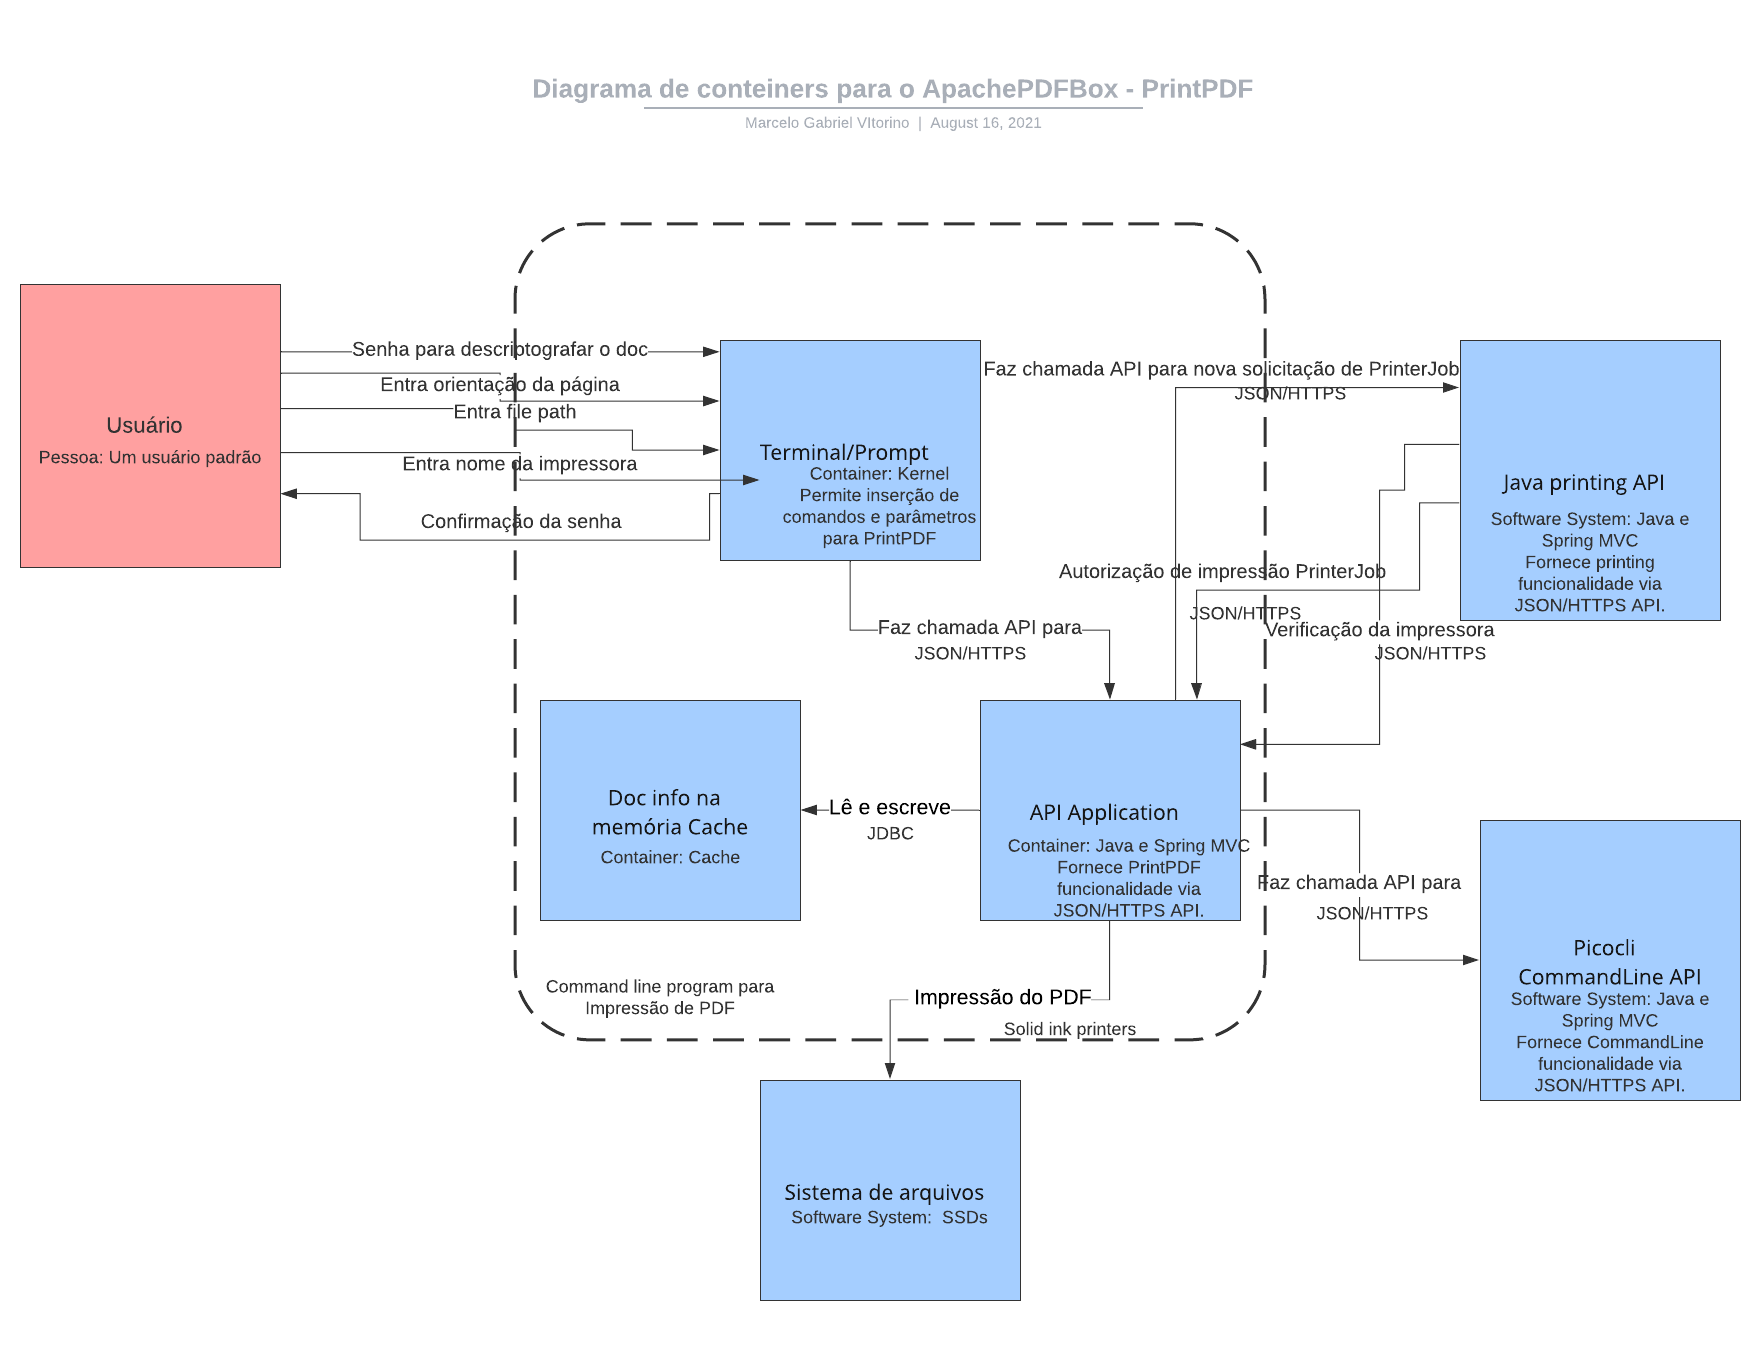 Diagrama de conteiners para o ApachePDFBox - PrintPDF
Marcelo Gabriel VItorino | August 16, 2021
Usuário
Pessoa: Um usuário padrão
Senha para descriptografar o doc
Entra orientação da página
Entra file path
Entra nome da impressora
Confirmação da senha
Terminal/Prompt
Container: Kernel
Permite inserção de
comandos e parâmetros
para PrintPDF
Faz chamada API para nova solicitação de PrinterJob
JSON/HTTPS
Java printing API
Software System: Java e
Spring MVC
Fornece printing
funcionalidade via
JSON/HTTPS API.
Autorização de impressão PrinterJob
JSON/HTTPS
Verificação da impressora
JSON/HTTPS
Faz chamada API para
JSON/HTTPS
Doc info na
memória Cache
Container: Cache
Lê e escreve
JDBC
API Application
Container: Java e Spring MVC
Fornece PrintPDF
funcionalidade via
JSON/HTTPS API.
Faz chamada API para
JSON/HTTPS
Picocli
CommandLine API
Software System: Java e
Spring MVC
Fornece CommandLine
funcionalidade via
JSON/HTTPS API.
Command line program para
Impressão de PDF
Impressão do PDF
Solid ink printers
Sistema de arquivos
Software System:  SSDs